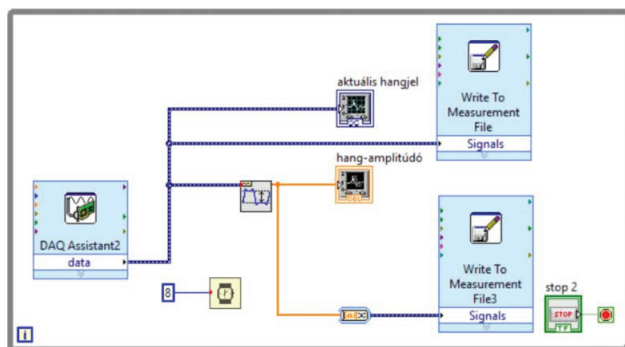 aktuális hangjel
Write To
Measurement
File
Signals
hang-amplitúdó
DAQ Assistant2
data
8
Write To
Measurement
File3
Signals
stop 2
STOP
TF
i